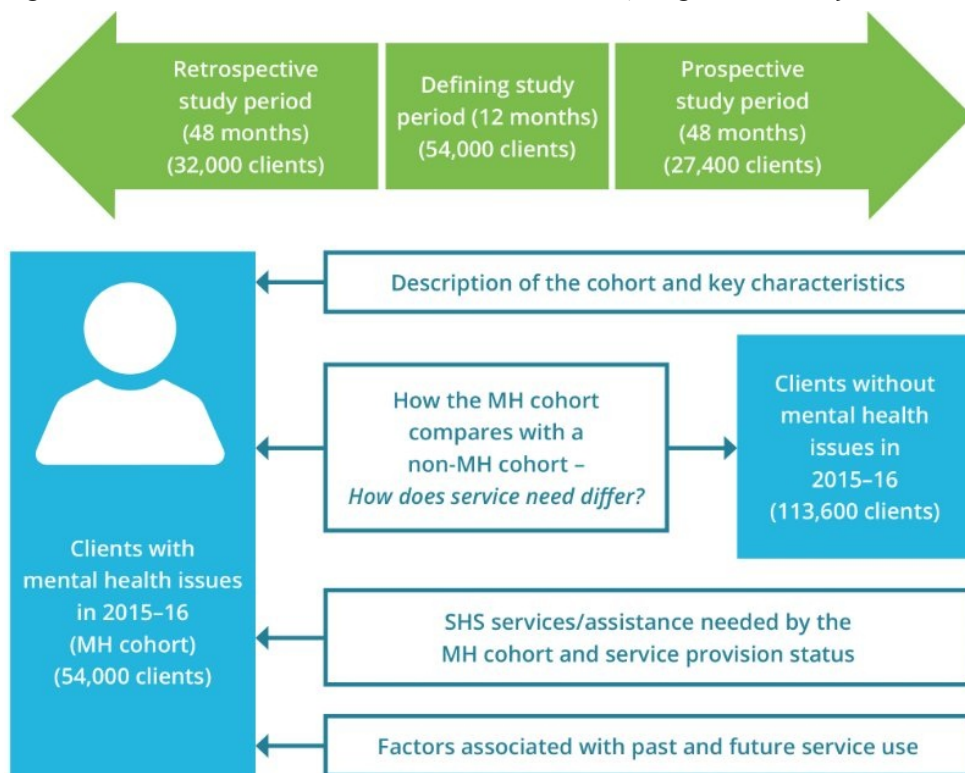 Retrospective
study period
(48 months)
(32,000 clients)
Defining study
period (12 months)
(54,000 clients)
Prospective
study period
(48 months)
(27,400 clients)
Description of the cohort and key characteristics
How the MH cohort
compares with a
non-MH cohort –
How does service need differ?
Clients without
mental health
issues in
2015–16
(113,600 clients)
Clients with
mental health issues
in 2015–16
(MH cohort)
(54,000 clients)
SHS services/assistance needed by the
MH cohort and service provision status
Factors associated with past and future service use